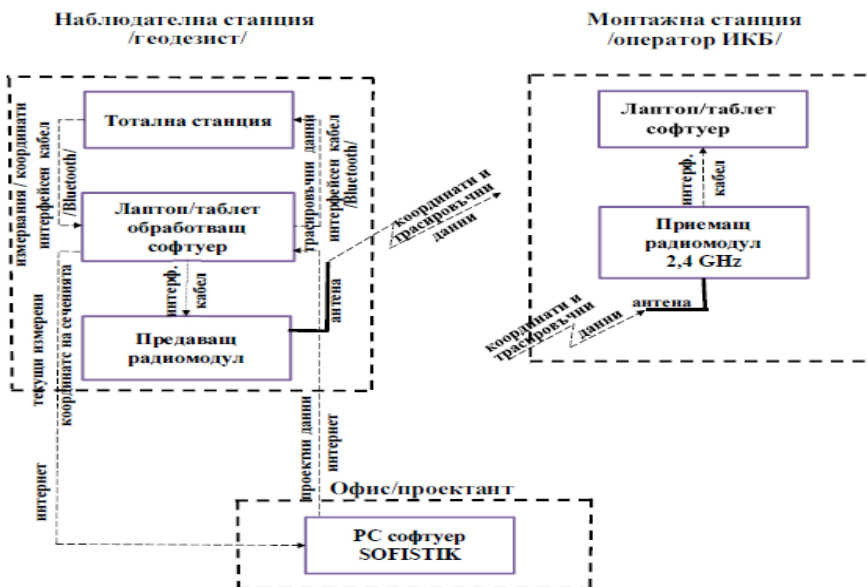 Наблюдателна станция
/геодезист/
Монтажна станция
/оператор ИКБ/
Тотална станция
измервания / координати
интерфейсен кабел
/Bluetooth/
трасировъчни данни
интерфейсен кабел
/Bluetooth/
Лаптоп/таблет
обработващ
софтуер
интерф.
кабел
Предаващ
радиомодул
антена
координати и
трасировъчни
данни
Лаптоп/таблет
софтуер
интерф.
кабел
Приемащ
радиомодул
2,4 GHz
антена
координати и
трасировъчни
данни
текущи измерени
координатс на сеченията
интернет
проектни данни
интернет
Офис/проектант
PC софтуер
SOFISTIK